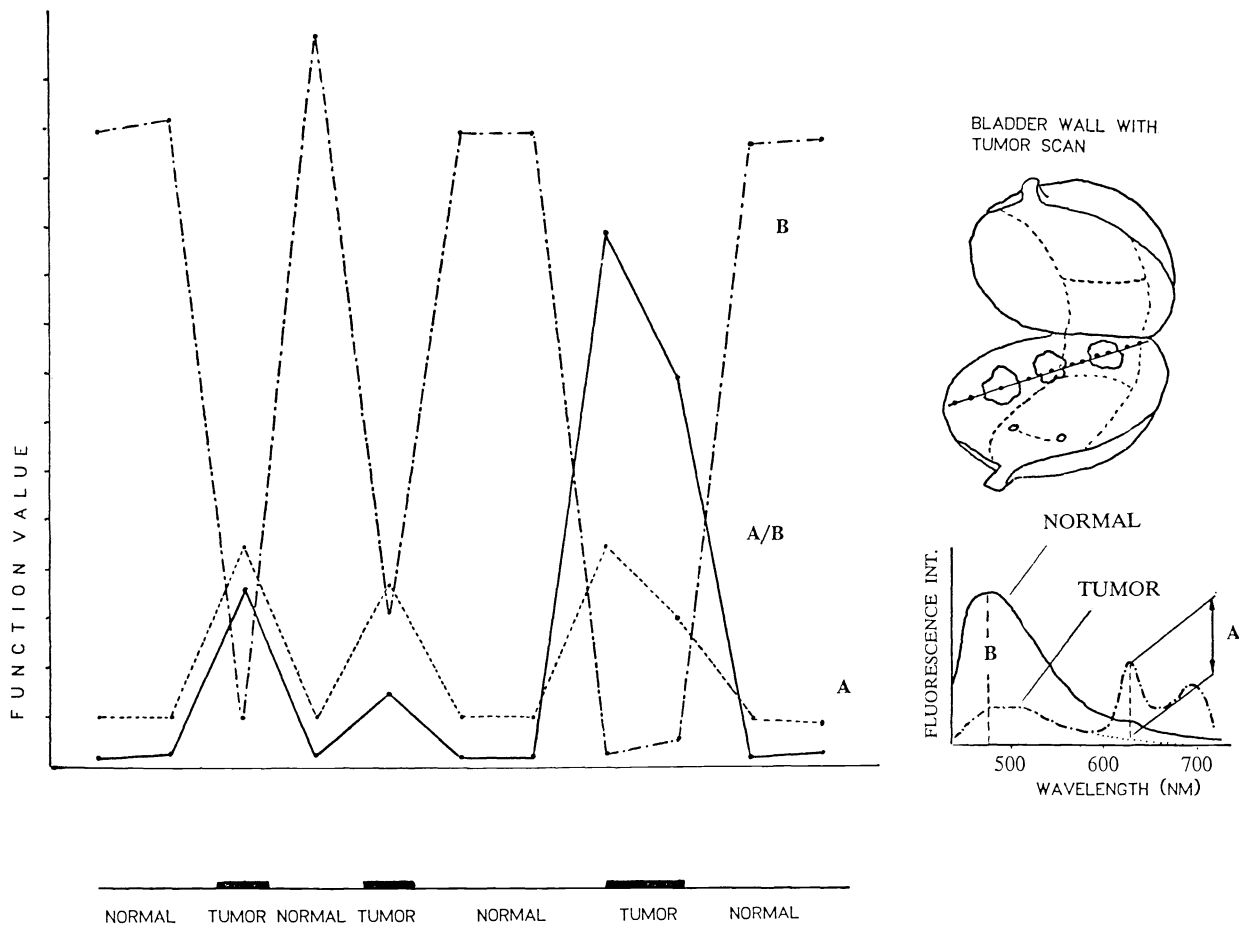 FUNCTION VALUE
B
A/B
A
NORMAL TUMOR NORMAL TUMOR NORMAL TUMOR NORMAL
BLADDER WALL WITH
TUMOR SCAN
NORMAL
TUMOR
FLUORESCENCE INT.
B
A
500 600 700
WAVELENGTH (NM)